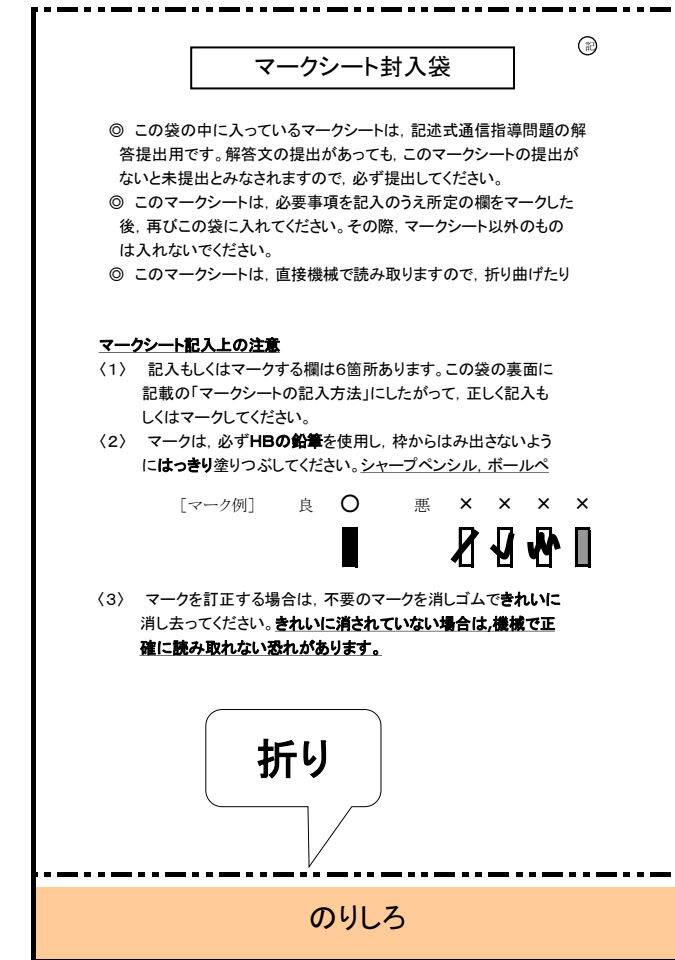 記
マークシート封入袋
◎ この袋の中に入っているマークシートは, 記述式通信指導問題の解
答提出用です。解答文の提出があっても, このマークシートの提出が
ないと未提出とみなされますので, 必ず提出してください。
◎ このマークシートは, 必要事項を記入のうえ所定の欄をマークした
後, 再びこの袋に入れてください。その際, マークシート以外のもの
は入れないでください。
◎ このマークシートは, 直接機械で読み取りますので, 折り曲げたり
マークシート記入上の注意
〈1〉 記入もしくはマークする欄は6箇所あります。この袋の裏面に
記載の「マークシートの記入方法」にしたがって, 正しく記入も
しくはマークしてください。
〈2〉 マークは, 必ずHBの鉛筆を使用し, 枠からはみ出さないよう
にはっきり塗りつぶしてください。シャープペンシル, ボールペ
[マーク例] 良 ○ 悪 × × × ×
〈3〉 マークを訂正する場合は, 不要のマークを消しゴムできれいに
消し去ってください。きれいに消されていない場合は,機械で正
確に読み取れない恐れがあります。
折り
のりしろ